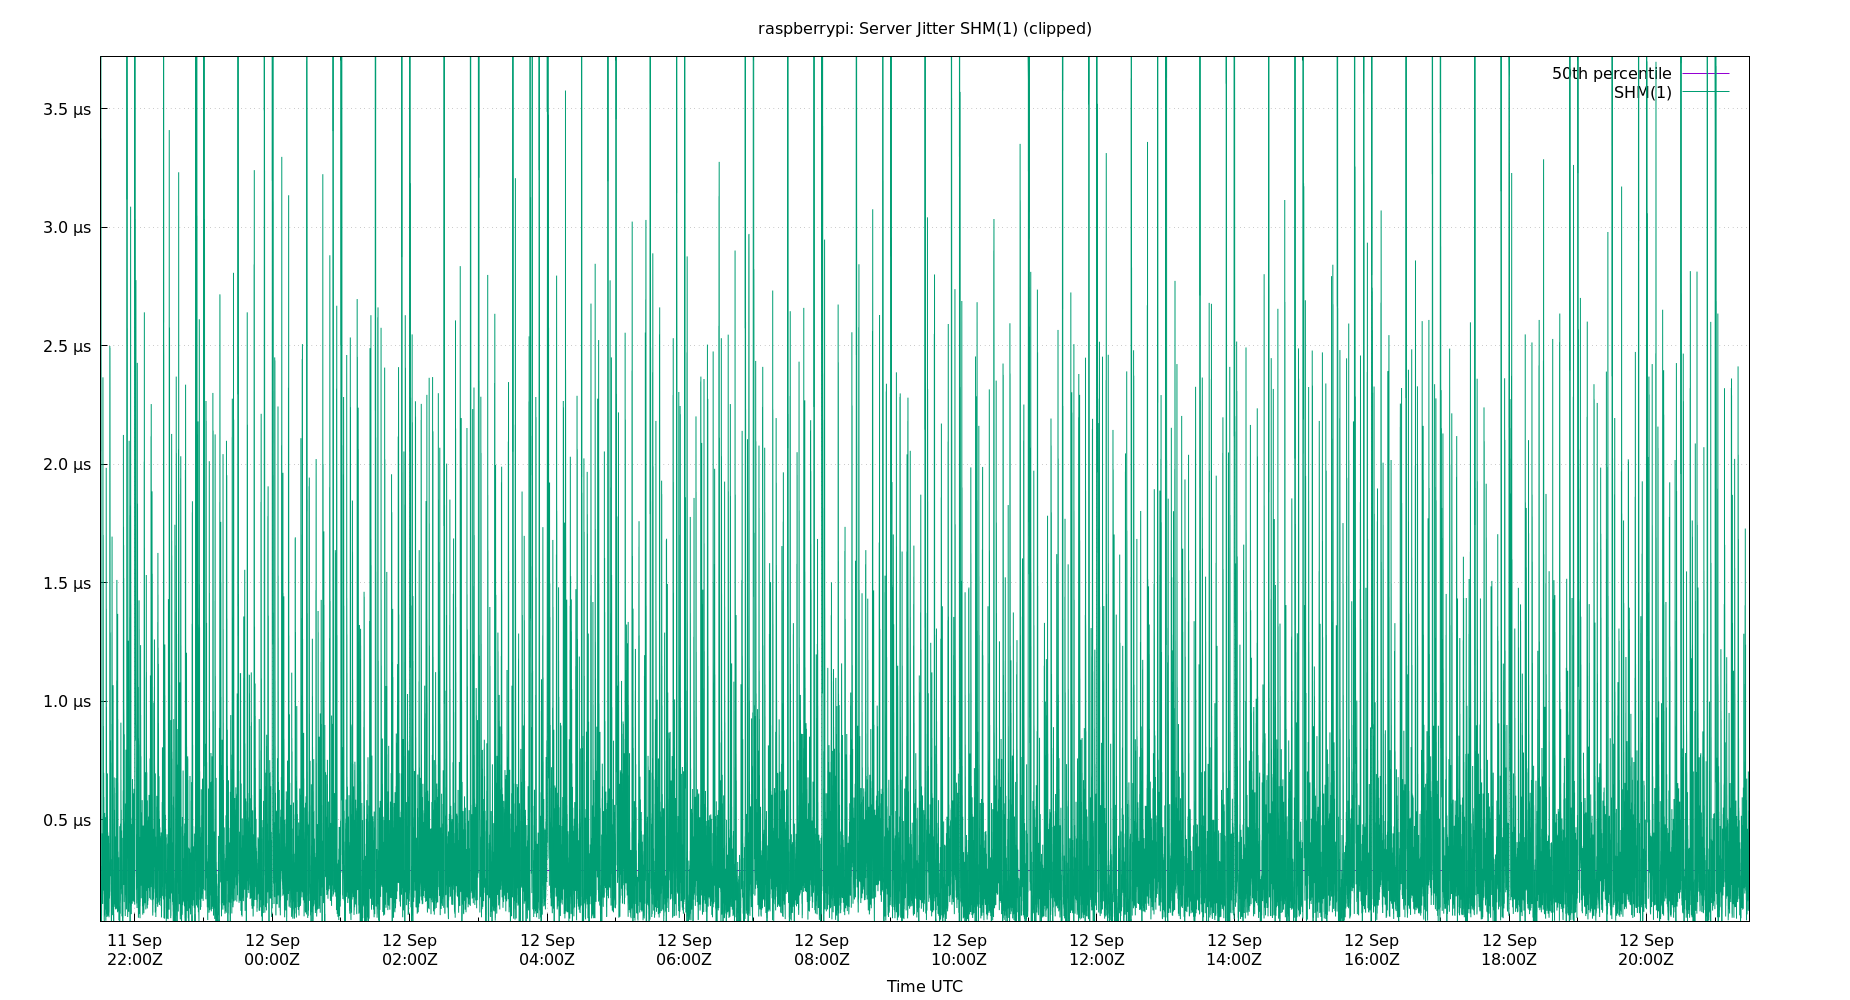 raspberrypi: Server Jitter SHM(1) (clipped)
50th percentile
SHM(1)
3.5 µs
3.0 µs
2.5 µs
2.0 µs
1.5 µs
1.0 µs
0.5 µs
11 Sep 12 Sep 12 Sep 12 Sep 12 Sep 12 Sep 12 Sep 12 Sep 12 Sep 12 Sep 12 Sep 12 Sep
22:00Z 00:00Z 02:00Z 04:00Z 06:00Z 08:00Z 10:00Z 12:00Z 14:00Z 16:00Z 18:00Z 20:00Z
Time UTC